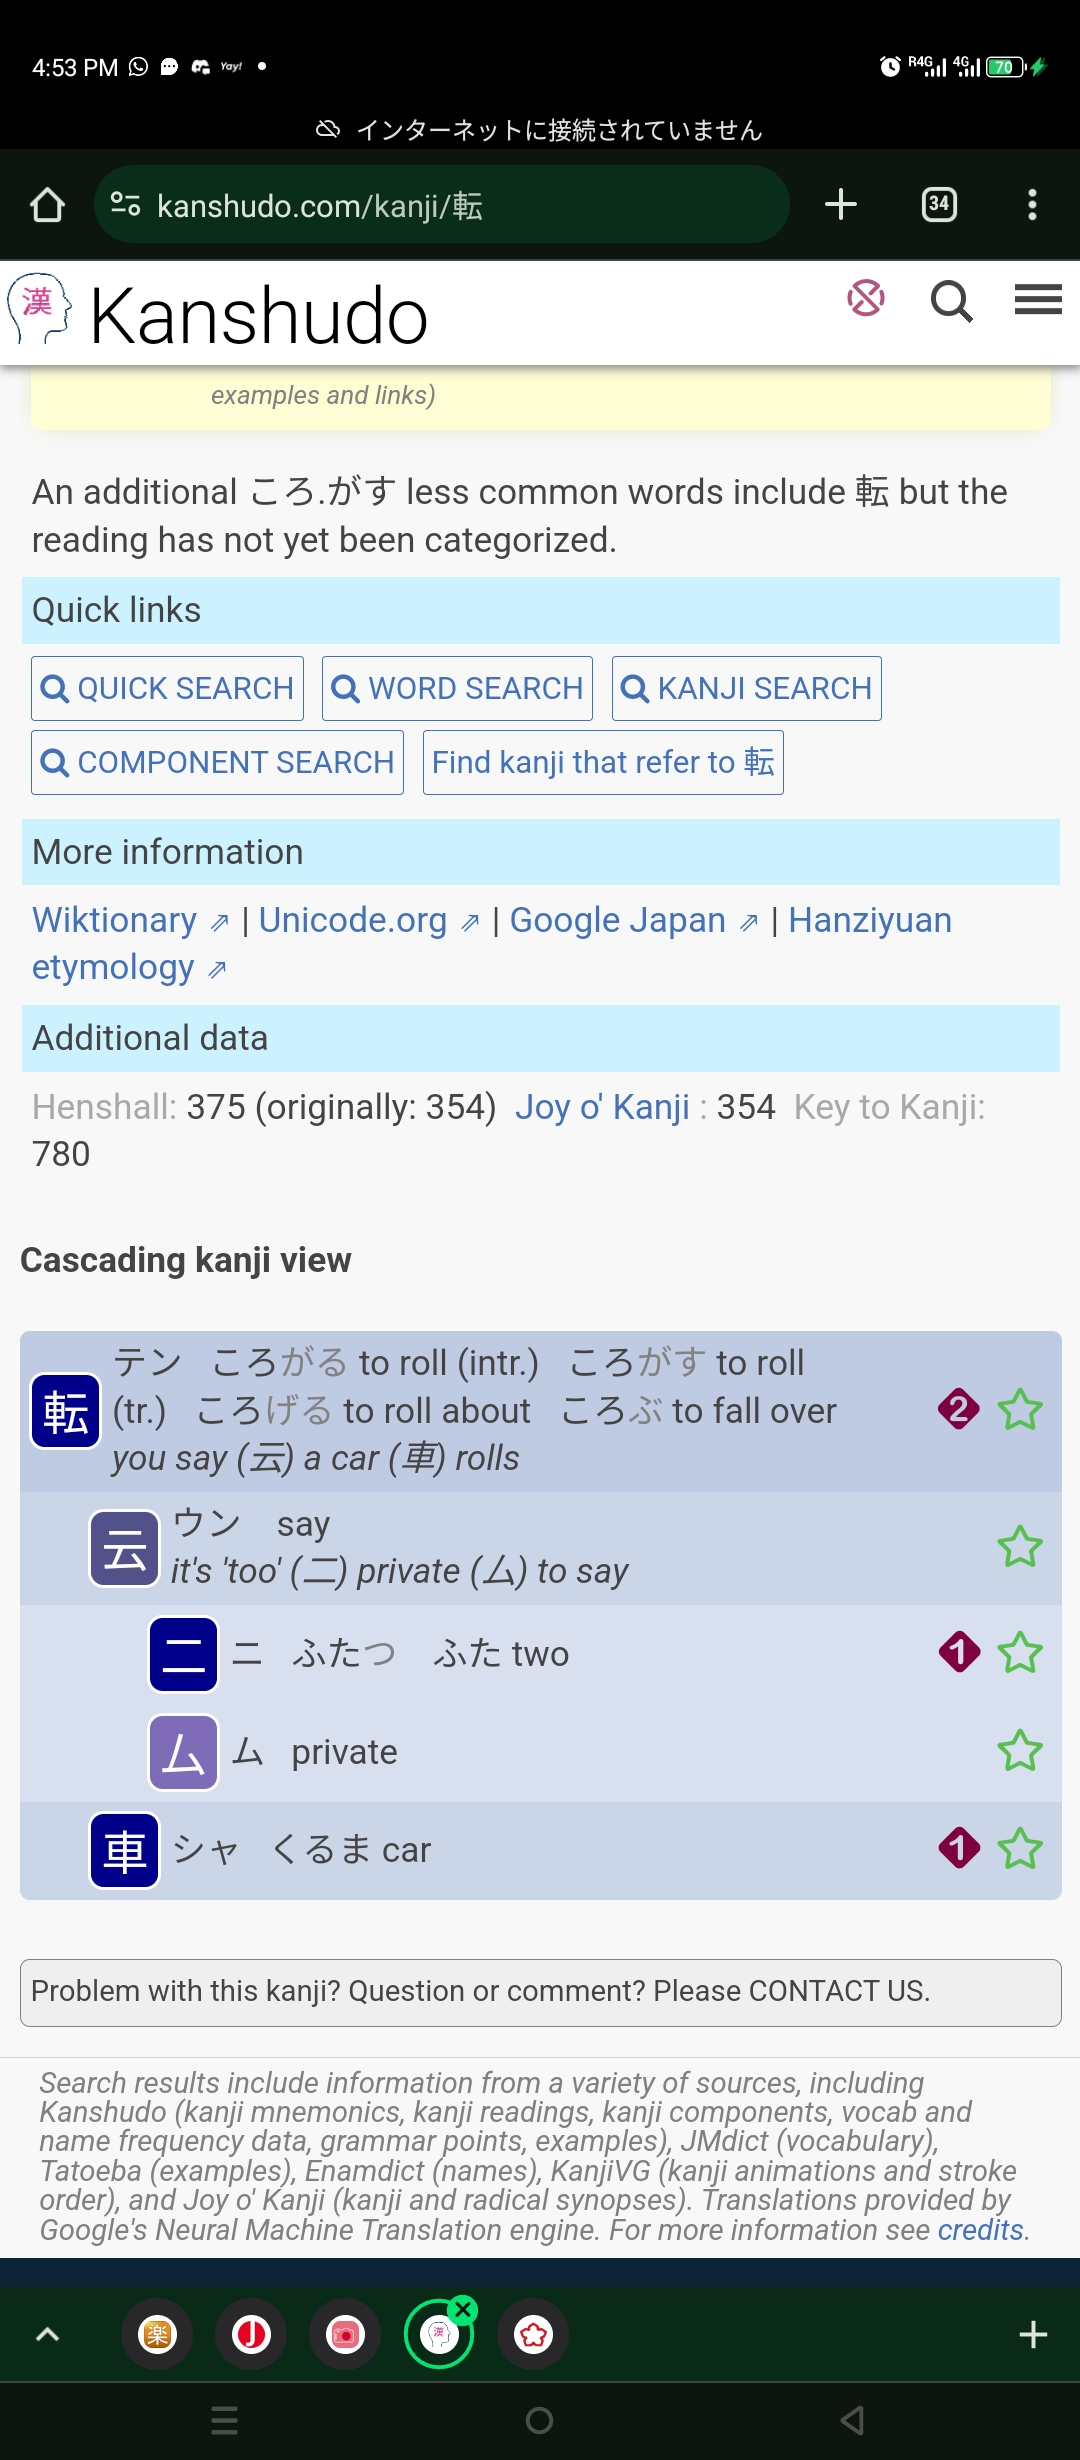 4:53 PM Yay! R4G 4G 70
インターネットに接続されていません
kanshudo.com/kanji/転 34
漢 Kanshudo
examples and links)
An additional ころ.がす less common words include 転 but the
reading has not yet been categorized.
Quick links
QUICK SEARCH WORD SEARCH KANJI SEARCH
COMPONENT SEARCH Find kanji that refer to 転
More information
Wiktionary ⇗ | Unicode.org ⇗ | Google Japan ⇗ | Hanziyuan
etymology ⇗
Additional data
Henshall: 375 (originally: 354) Joy o' Kanji : 354 Key to Kanji:
780
Cascading kanji view
転 テン ころがる to roll (intr.) ころがす to roll
(tr.) ころげる to roll about ころぶ to fall over 2
you say (云) a car (車) rolls
云 ウン say
it's 'too' (二) private (厶) to say
二 ニ ふたつ ふた two 1
厶 ム private
車 シャ くるま car 1
Problem with this kanji? Question or comment? Please CONTACT US.
Search results include information from a variety of sources, including
Kanshudo (kanji mnemonics, kanji readings, kanji components, vocab and
name frequency data, grammar points, examples), JMdict (vocabulary),
Tatoeba (examples), Enamdict (names), KanjiVG (kanji animations and stroke
order), and Joy o' Kanji (kanji and radical synopses). Translations provided by
Google's Neural Machine Translation engine. For more information see credits.
楽 J 漢